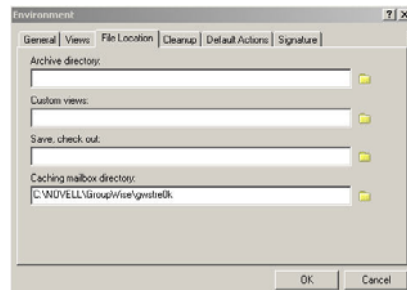 Environment
General Views File Location Cleanup Default Actions Signature
Archive directory:
Custom views:
Save, check out:
Caching mailbox directory:
C:\NOVELL\GroupWise\gwstre0k
OK Cancel